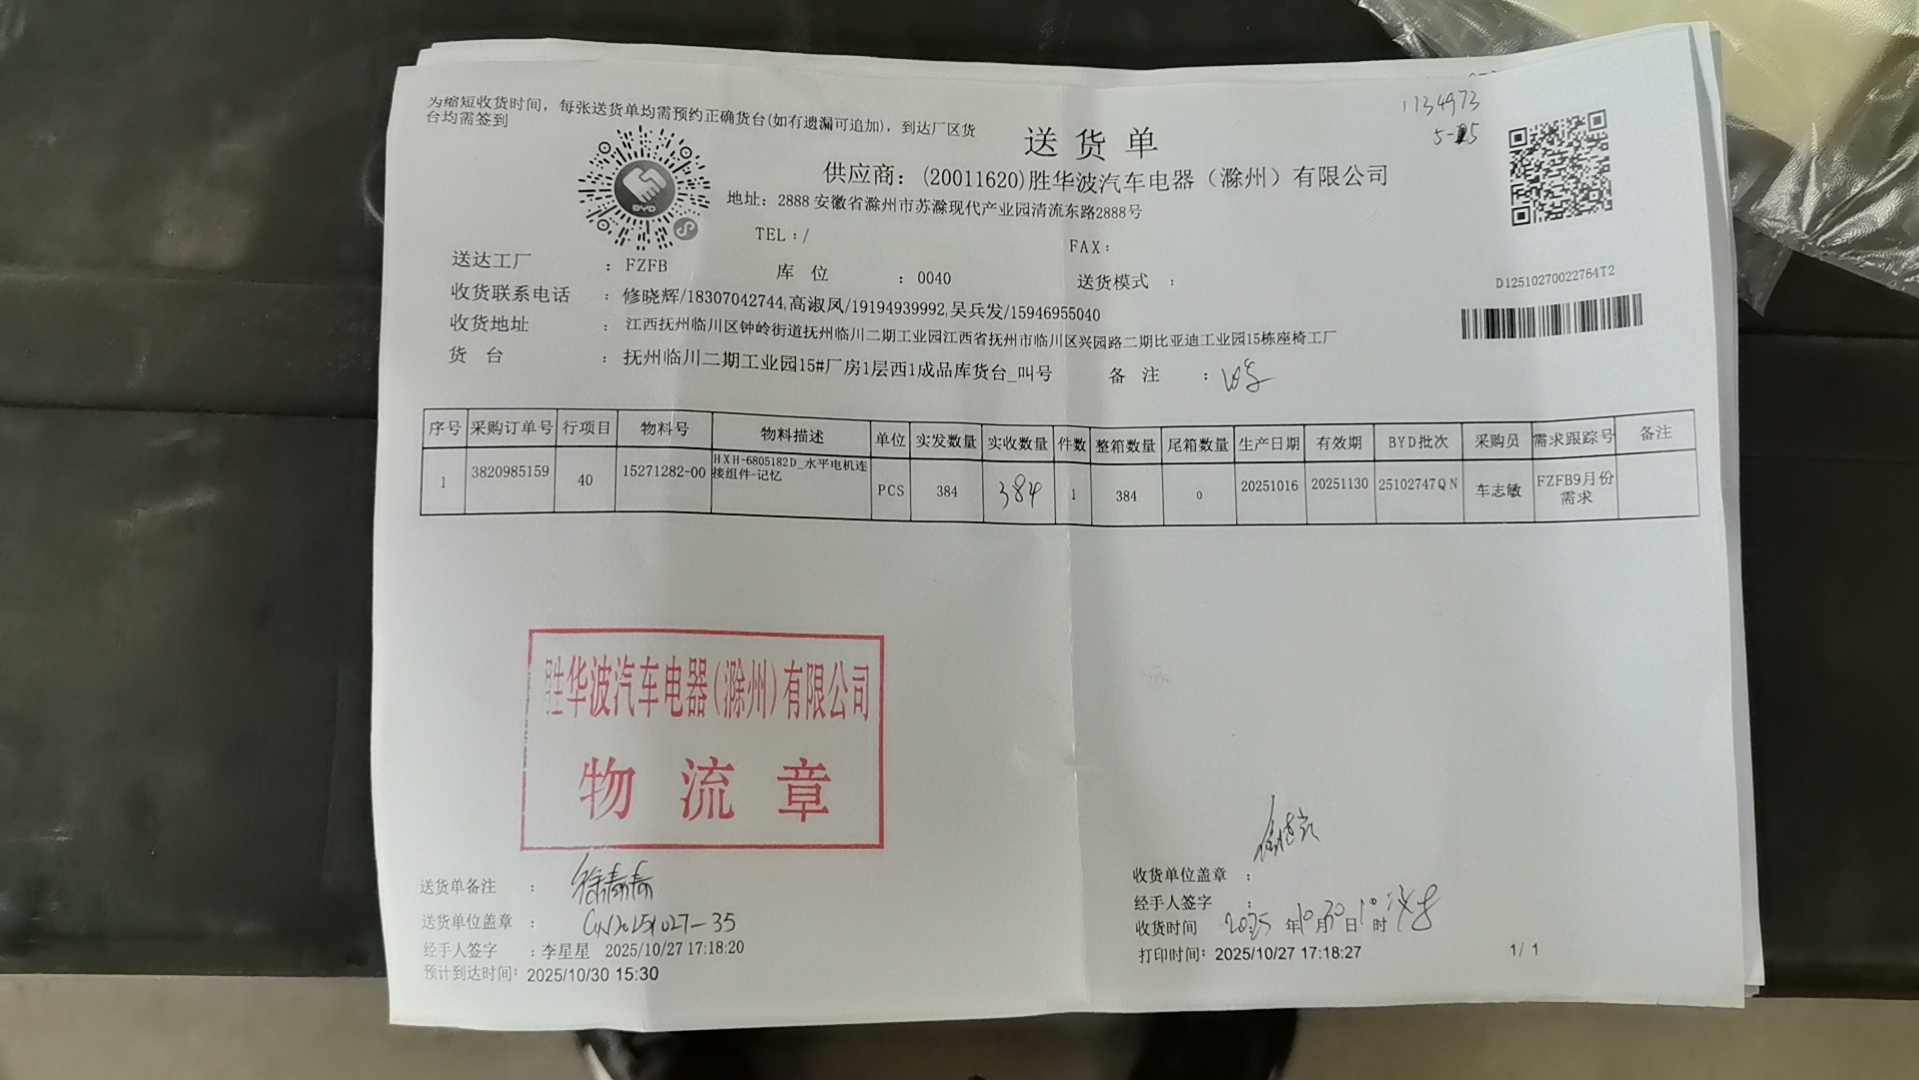 为缩短收货时间，每张送货单均需预约正确货台(如有遗漏可追加)，到达厂区货
台均需签到
1134973
送货单
供应商：(20011620)胜华波汽车电器（滁州）有限公司
地址：2888 安徽省滁州市苏滁现代产业园清流东路2888号
BYD
TEL：/ FAX：
D12510270022764T2
送达工厂 ：FZFB 库位 ：0040 送货模式 ：
收货联系电话 ：修晓辉/18307042744,高淑凤/19194939992,吴兵发/15946955040
收货地址 ：江西抚州临川区钟岭街道抚州临川二期工业园江西省抚州市临川区兴园路二期比亚迪工业园15栋座椅工厂
货台 ：抚州临川二期工业园15#厂房1层西1成品库货台_叫号 备注 ：
序号 采购订单号 行项目 物料号 物料描述 单位 实发数量 实收数量 件数 整箱数量 尾箱数量 生产日期 有效期 BYD批次 采购员 需求跟踪号 备注
1 3820985159 40 15271282-00 HXH-6805182D_水平电机连接组件-记忆 PCS 384 384 1 384 0 20251016 20251130 25102747QN 车志敏 FZFB9月份需求
胜华波汽车电器(滁州)有限公司
物流章
送货单备注 ：徐青青
送货单位盖章 ：
经手人签字 ：李星星 2025/10/27 17:18:20
预计到达时间：2025/10/30 15:30
收货单位盖章 ：
经手人签字 ：
收货时间 2025年10月30日10时
打印时间：2025/10/27 17:18:27
1/ 1